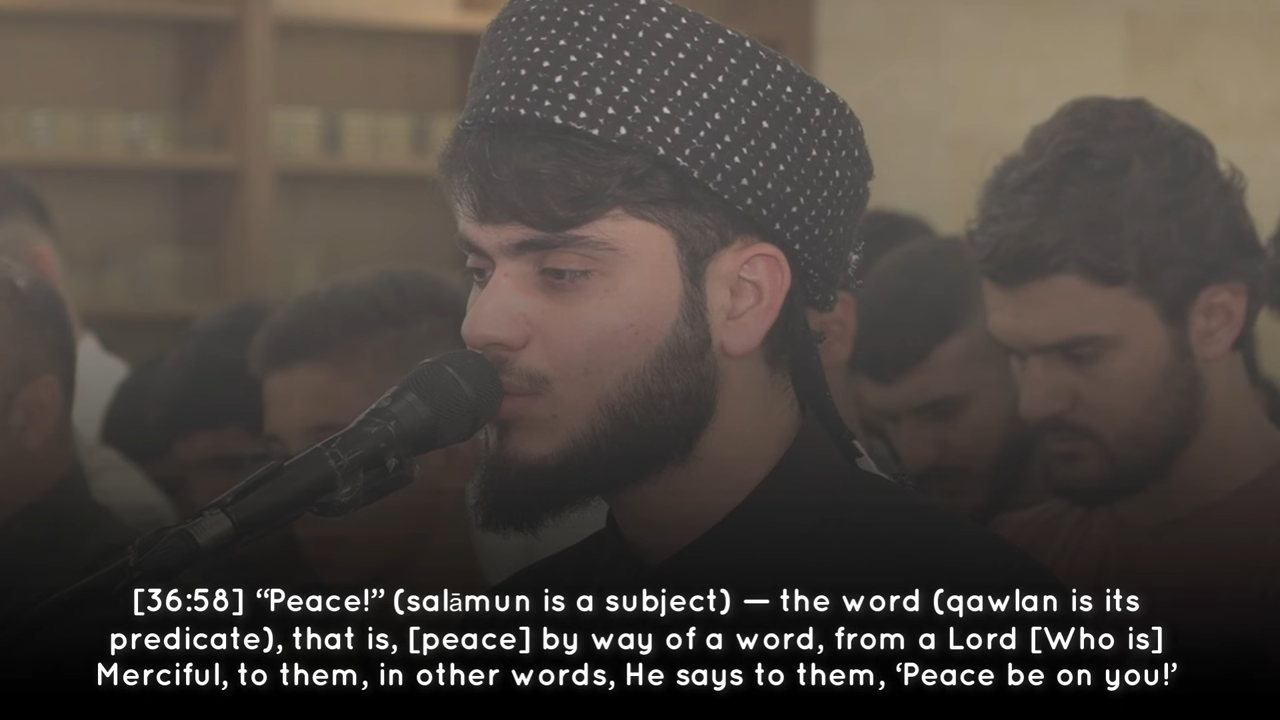 [36:58] “Peace!” (salāmun is a subject) — the word (qawlan is its
predicate), that is, [peace] by way of a word, from a Lord [Who is]
Merciful, to them, in other words, He says to them, ‘Peace be on you!’